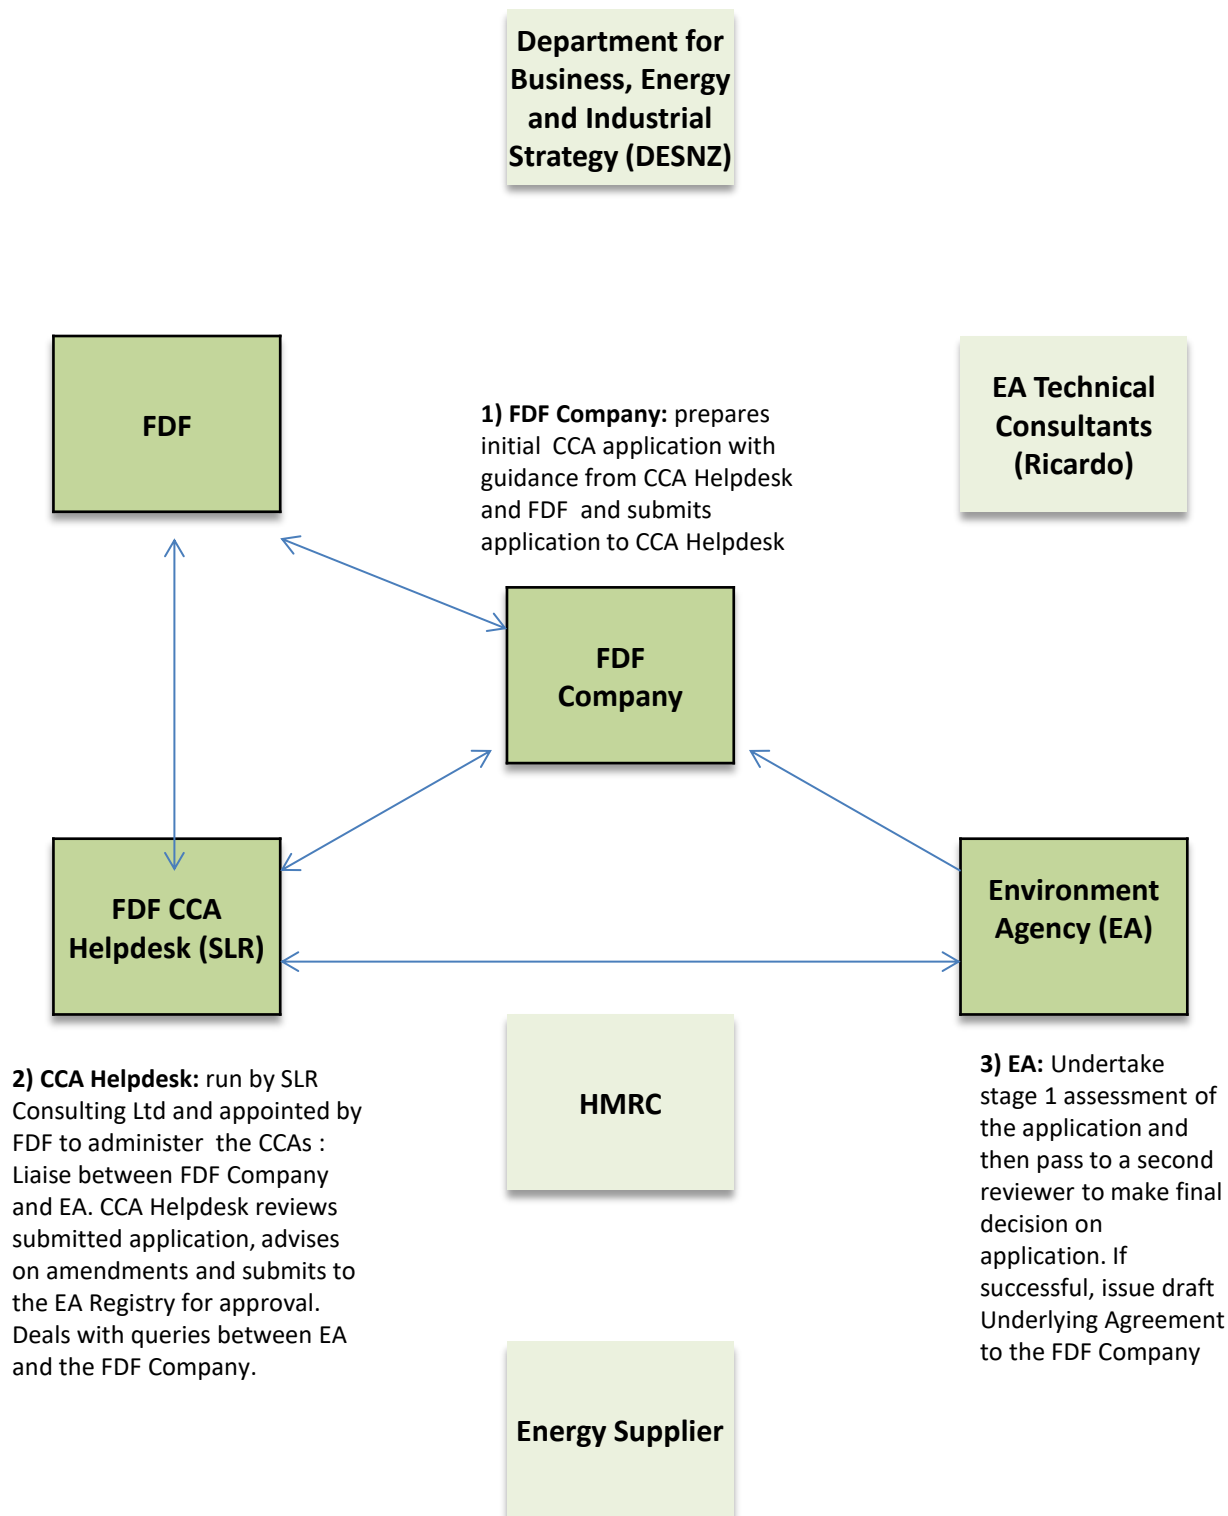 Department for
Business, Energy
and Industrial
Strategy (DESNZ)
FDF
1) FDF Company: prepares
initial CCA application with
guidance from CCA Helpdesk
and FDF and submits
application to CCA Helpdesk
EA Technical
Consultants
(Ricardo)
FDF
Company
FDF CCA
Helpdesk (SLR)
Environment
Agency (EA)
2) CCA Helpdesk: run by SLR
Consulting Ltd and appointed by
FDF to administer the CCAs :
Liaise between FDF Company
and EA. CCA Helpdesk reviews
submitted application, advises
on amendments and submits to
the EA Registry for approval.
Deals with queries between EA
and the FDF Company.
HMRC
3) EA: Undertake
stage 1 assessment of
the application and
then pass to a second
reviewer to make final
decision on
application. If
successful, issue draft
Underlying Agreement
to the FDF Company
Energy Supplier